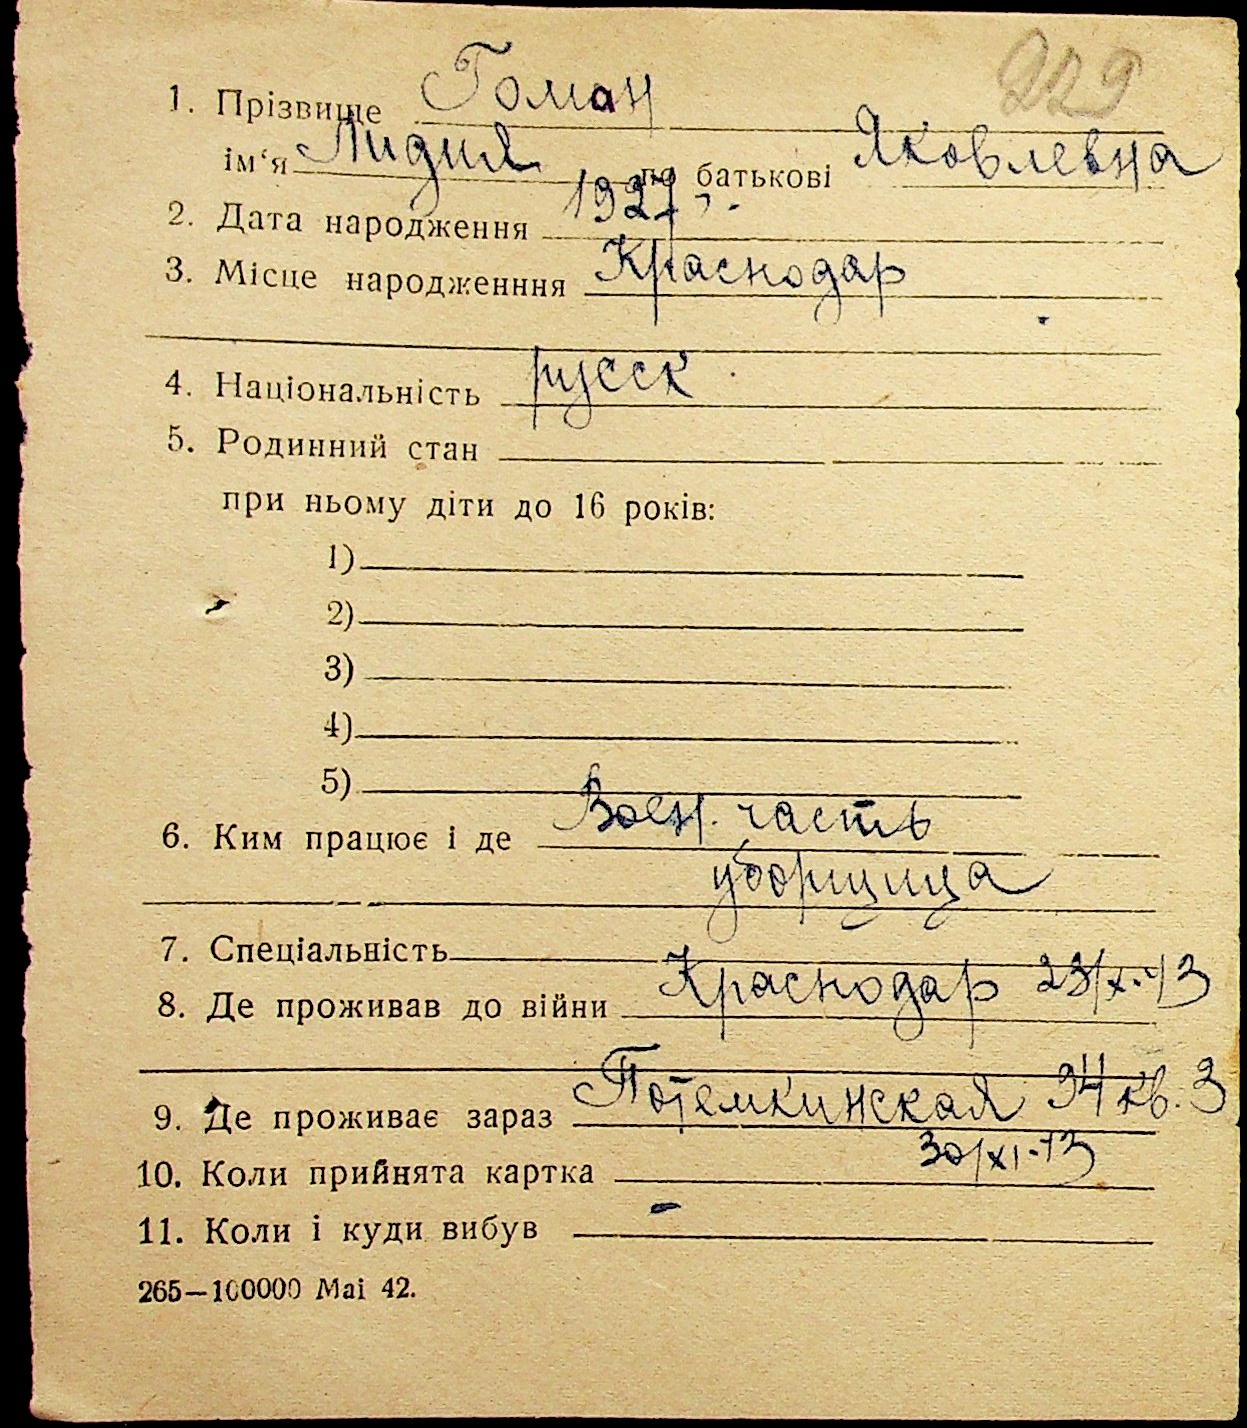 229
1. Прізвище Гоман
ім‘я Лидия по батькові Яковлевна
2. Дата народження 1927
3. Місце народженння Краснодар
4. Національність русск
5. Родинний стан
при ньому діти до 16 років:
1)
2)
3)
4)
5)
6. Ким працює і де Воен. часть
уборщица
7. Спеціальність
8. Де проживав до війни Краснодар 23/X-43
9. Де проживає зараз Потемкинская 94 кв. 3
10. Коли прийнята картка 30/XI-43
11. Коли і куди вибув -
265—100000 Mai 42.